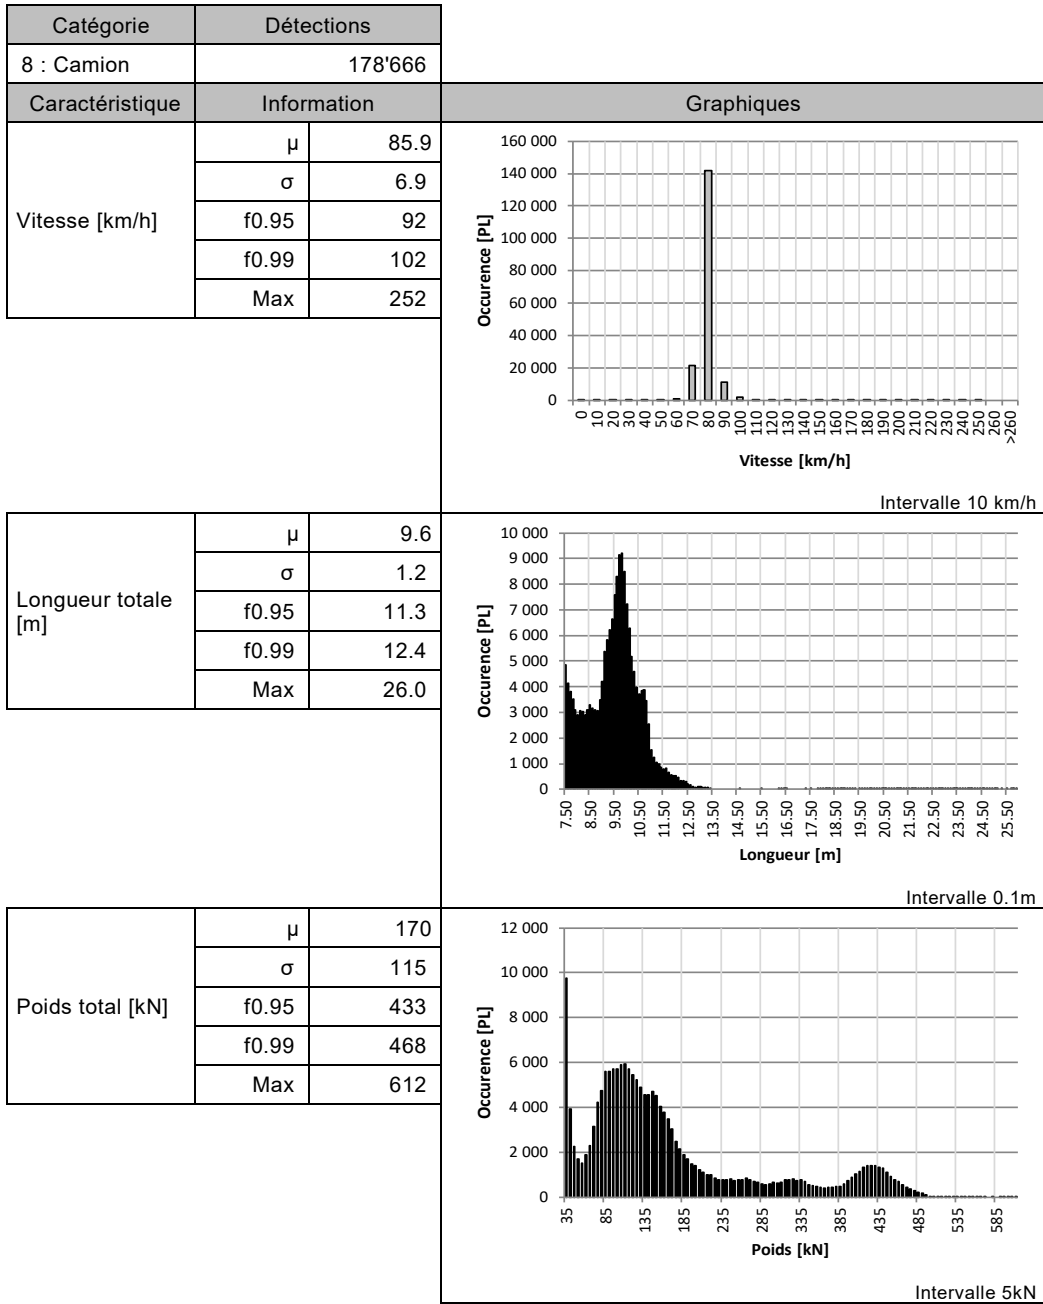 Catégorie Détections
8 : Camion 178'666
Caractéristique Information Graphiques
Vitesse [km/h]
µ 85.9
σ 6.9
f0.95 92
f0.99 102
Max 252
160 000
140 000
120 000
100 000
80 000
60 000
40 000
20 000
0
Occurence [PL]
0 10 20 30 40 50 60 70 80 90 100 110 120 130 140 150 160 170 180 190 200 210 220 230 240 250 260 >260
Vitesse [km/h]
Intervalle 10 km/h
Longueur totale
[m]
µ 9.6
σ 1.2
f0.95 11.3
f0.99 12.4
Max 26.0
10 000
9 000
8 000
7 000
6 000
5 000
4 000
3 000
2 000
1 000
0
Occurence [PL]
7.50 8.50 9.50 10.50 11.50 12.50 13.50 14.50 15.50 16.50 17.50 18.50 19.50 20.50 21.50 22.50 23.50 24.50 25.50
Longueur [m]
Intervalle 0.1m
Poids total [kN]
µ 170
σ 115
f0.95 433
f0.99 468
Max 612
12 000
10 000
8 000
6 000
4 000
2 000
0
Occurence [PL]
35 85 135 185 235 285 335 385 435 485 535 585
Poids [kN]
Intervalle 5kN